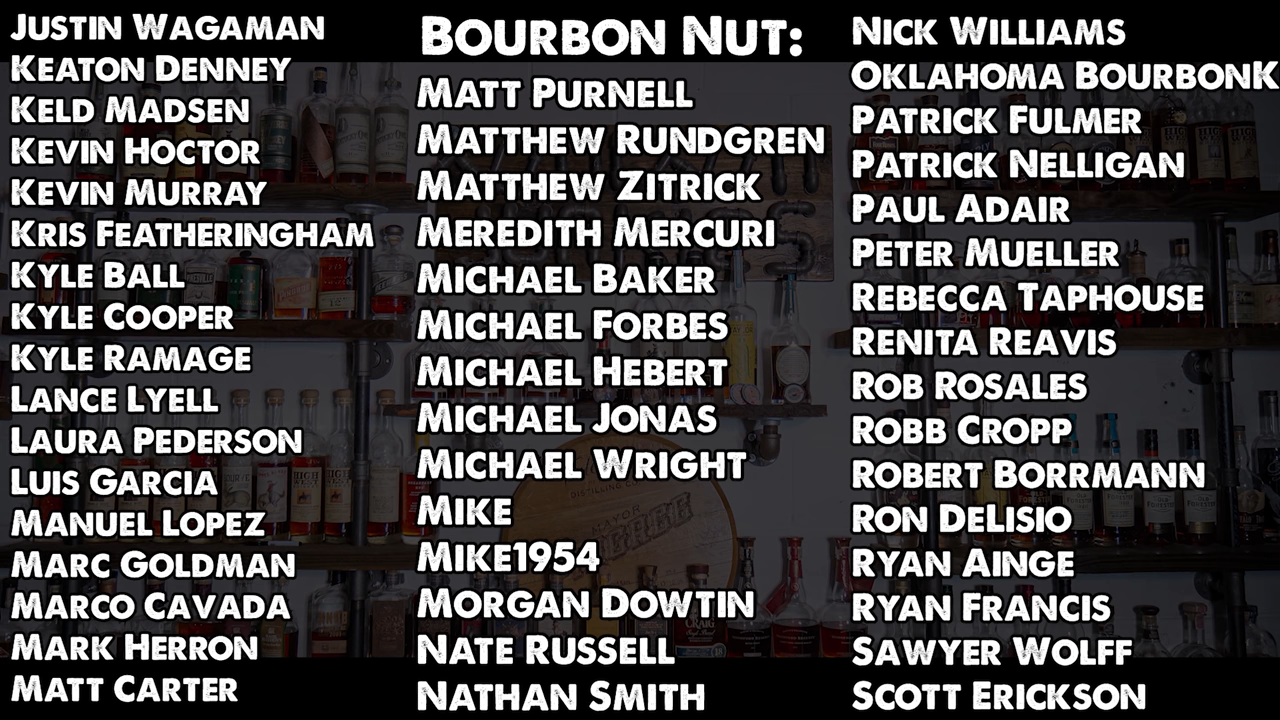 Justin Wagaman
Keaton Denney
Keld Madsen
Kevin Hoctor
Kevin Murray
Kris Featheringham
Kyle Ball
Kyle Cooper
Kyle Ramage
Lance Lyell
Laura Pederson
Luis Garcia
Manuel Lopez
Marc Goldman
Marco Cavada
Mark Herron
Matt Carter
Bourbon Nut:
Matt Purnell
Matthew Rundgren
Matthew Zitrick
Meredith Mercuri
Michael Baker
Michael Forbes
Michael Hebert
Michael Jonas
Michael Wright
Mike
Mike1954
Morgan Dowtin
Nate Russell
Nathan Smith
Nick Williams
Oklahoma BourbonK
Patrick Fulmer
Patrick Nelligan
Paul Adair
Peter Mueller
Rebecca Taphouse
Renita Reavis
Rob Rosales
Robb Cropp
Robert Borrmann
Ron DeLisio
Ryan Ainge
Ryan Francis
Sawyer Wolff
Scott Erickson